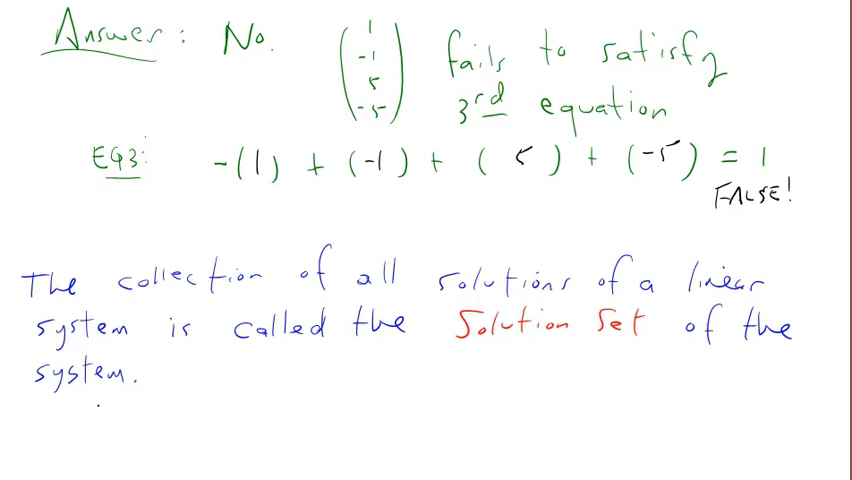 Answer: No. (1 -1 5 -5) fails to satisfy
3rd equation
EQ3: -(1) + (-1) + (5) + (-5) = 1
FALSE!
The collection of all solutions of a linear
system is called the Solution Set of the
system.